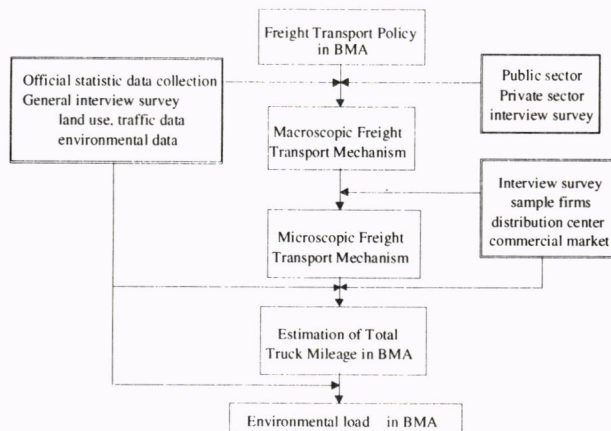 Freight Transport Policy
in BMA
Official statistic data collection
General interview survey
land use, traffic data
environmental data
Public sector
Private sector
interview survey
Macroscopic Freight
Transport Mechanism
Interview survey
sample firms
distribution center
commercial market
Microscopic Freight
Transport Mechanism
Estimation of Total
Truck Mileage in BMA
Environmental load in BMA